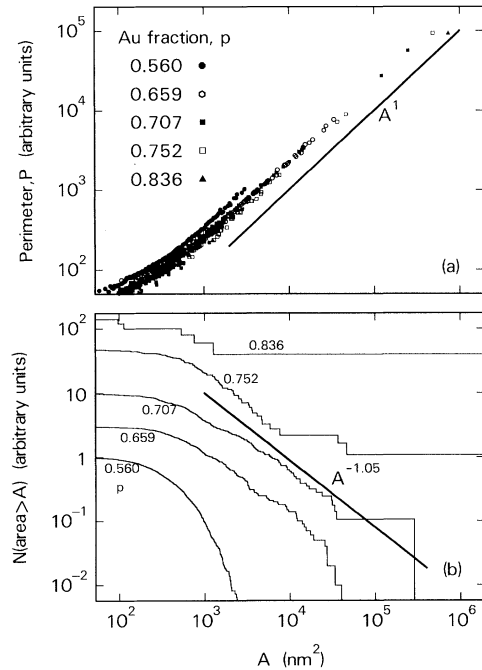 10^5
Au fraction, p
0.560
0.659
0.707
0.752
0.836
10^4
10^3
10^2
Perimeter, P (arbitrary units)
A^1
(a)
10^2
10
1
10^-1
10^-2
N(area>A) (arbitrary units)
0.836
0.752
0.707
0.659
0.560
p
A^-1.05
(b)
10^2 10^3 10^4 10^5 10^6
A (nm^2)